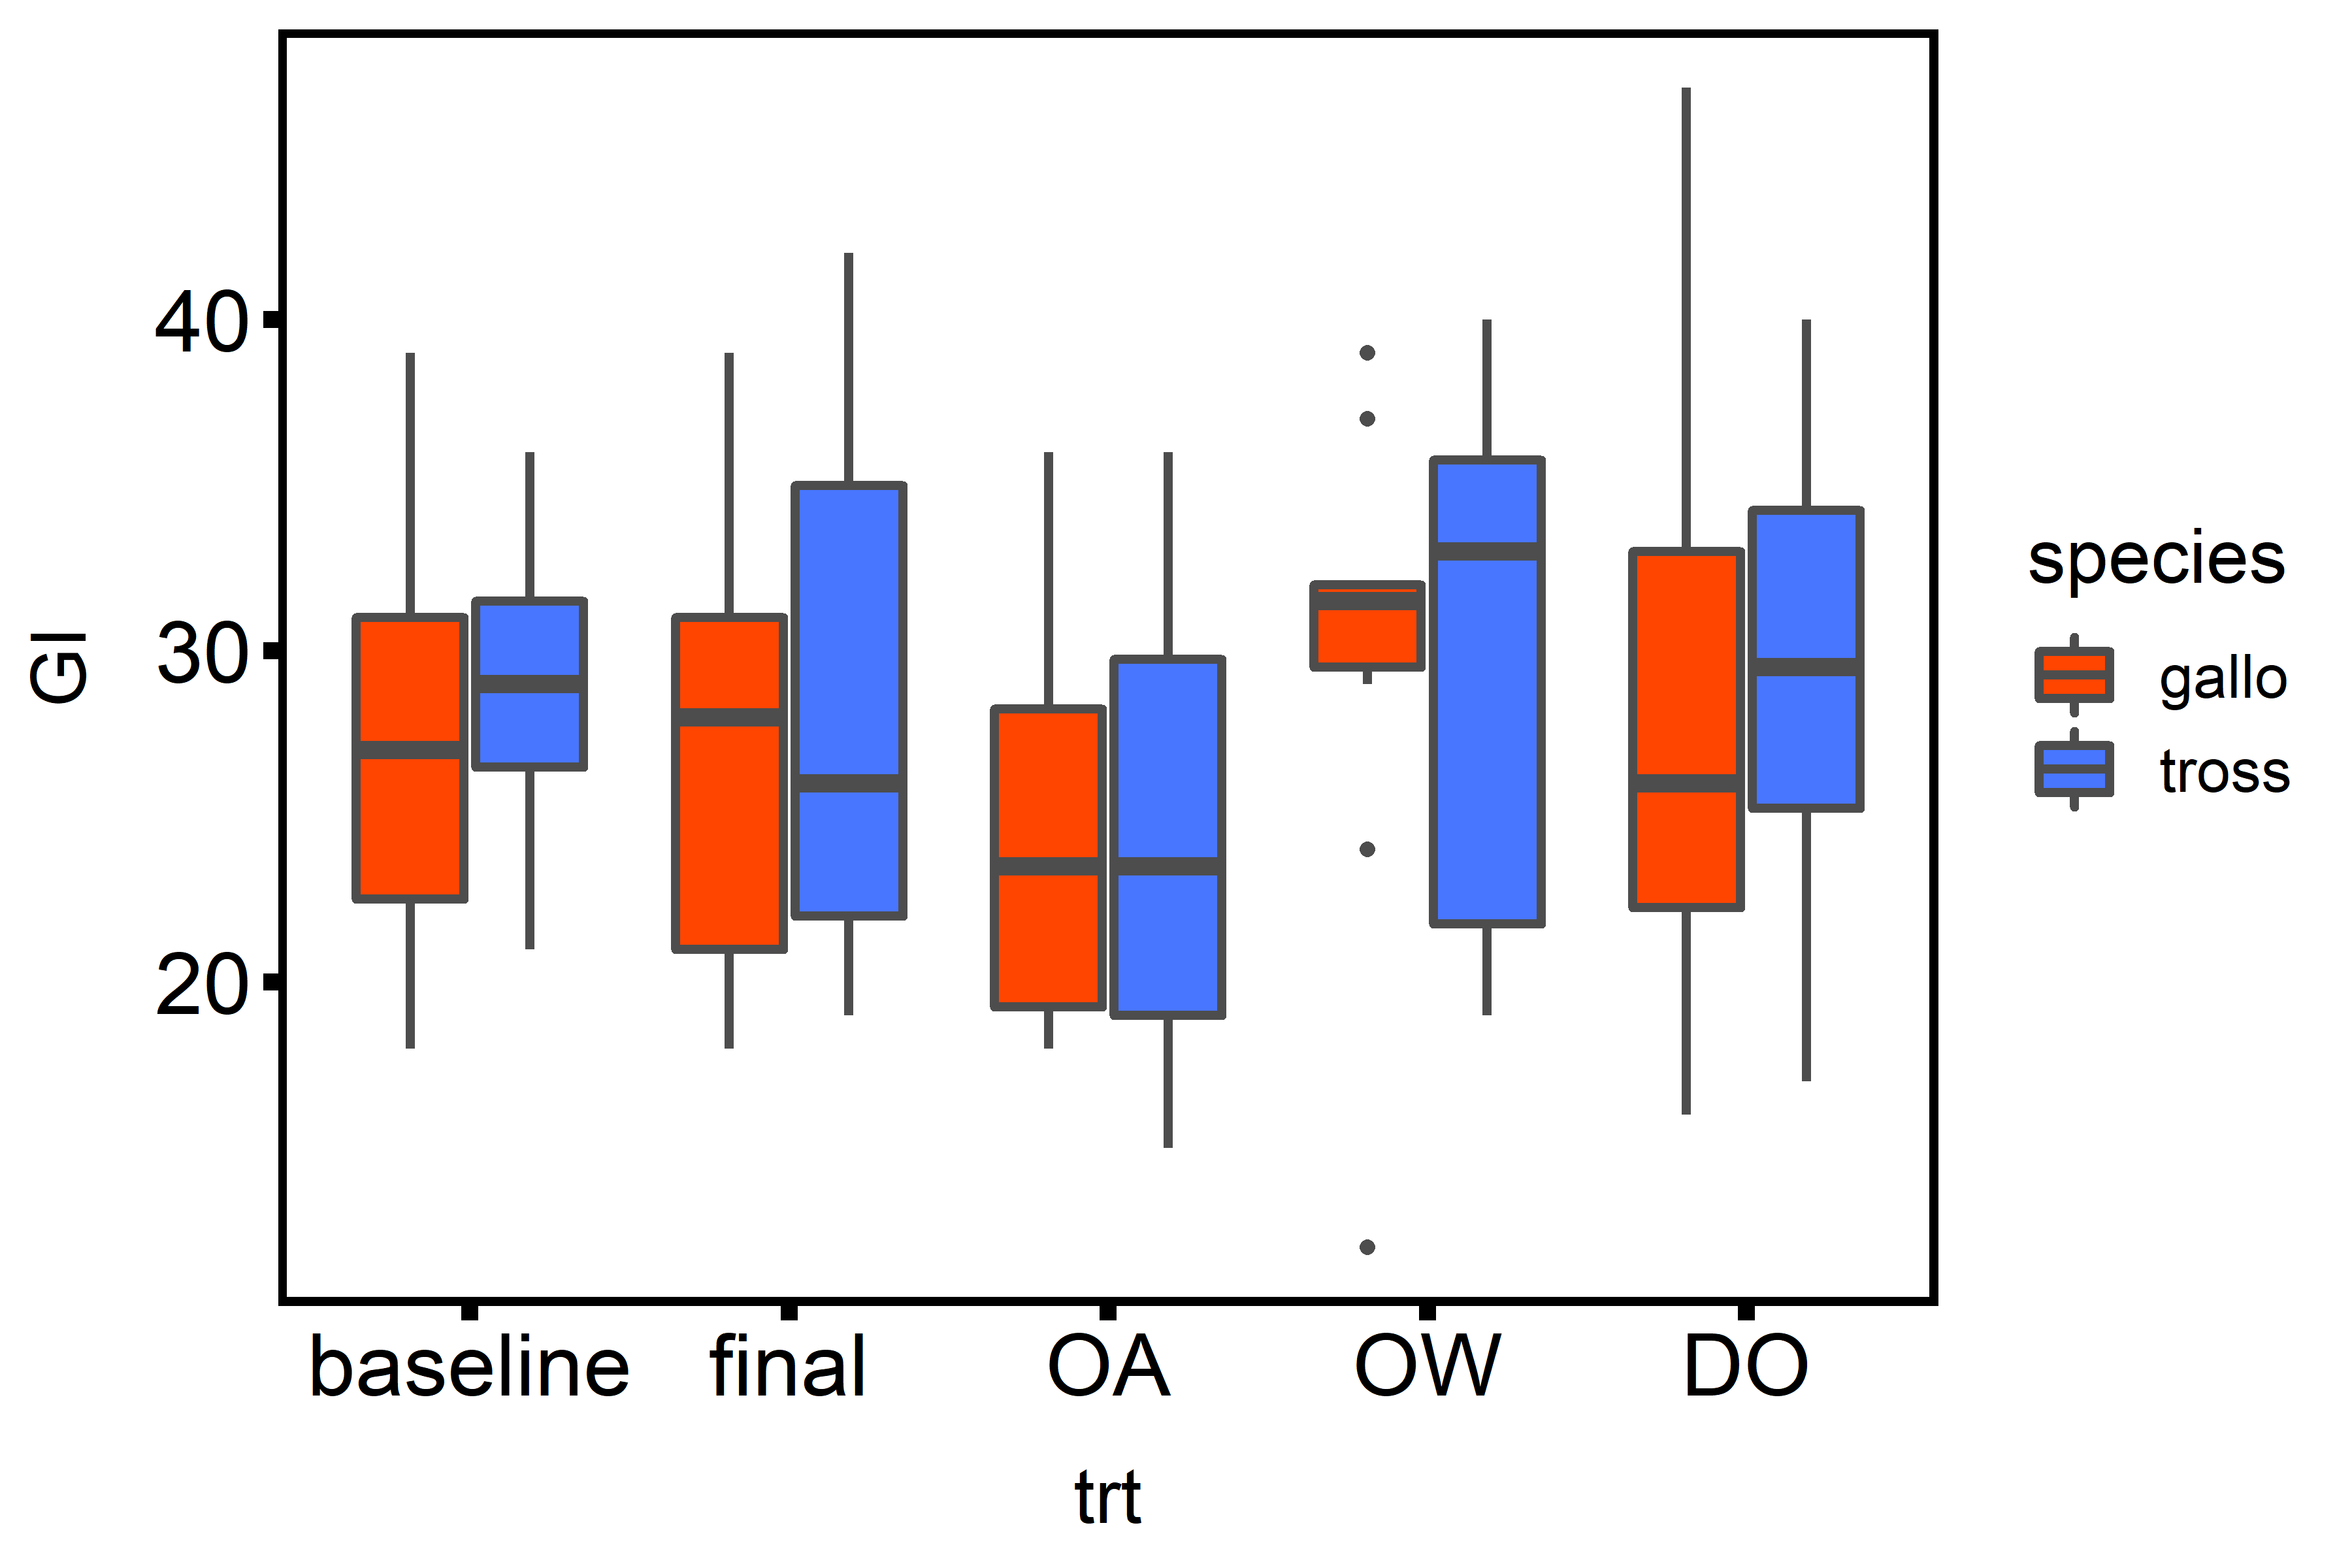 GI
40
30
20
baseline final OA OW DO
trt
species
gallo
tross